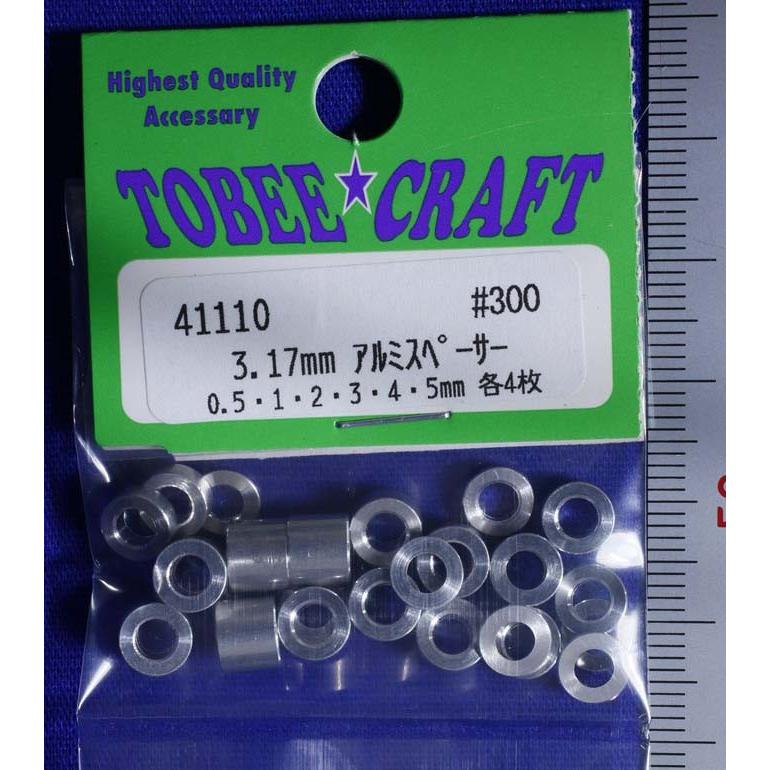 Highest Quality
Accessary
TOBEE★CRAFT
41110 #300
3.17mm ｱﾙﾐｽﾍﾟｰｻｰ
0.5・1・2・3・4・5mm 各4枚